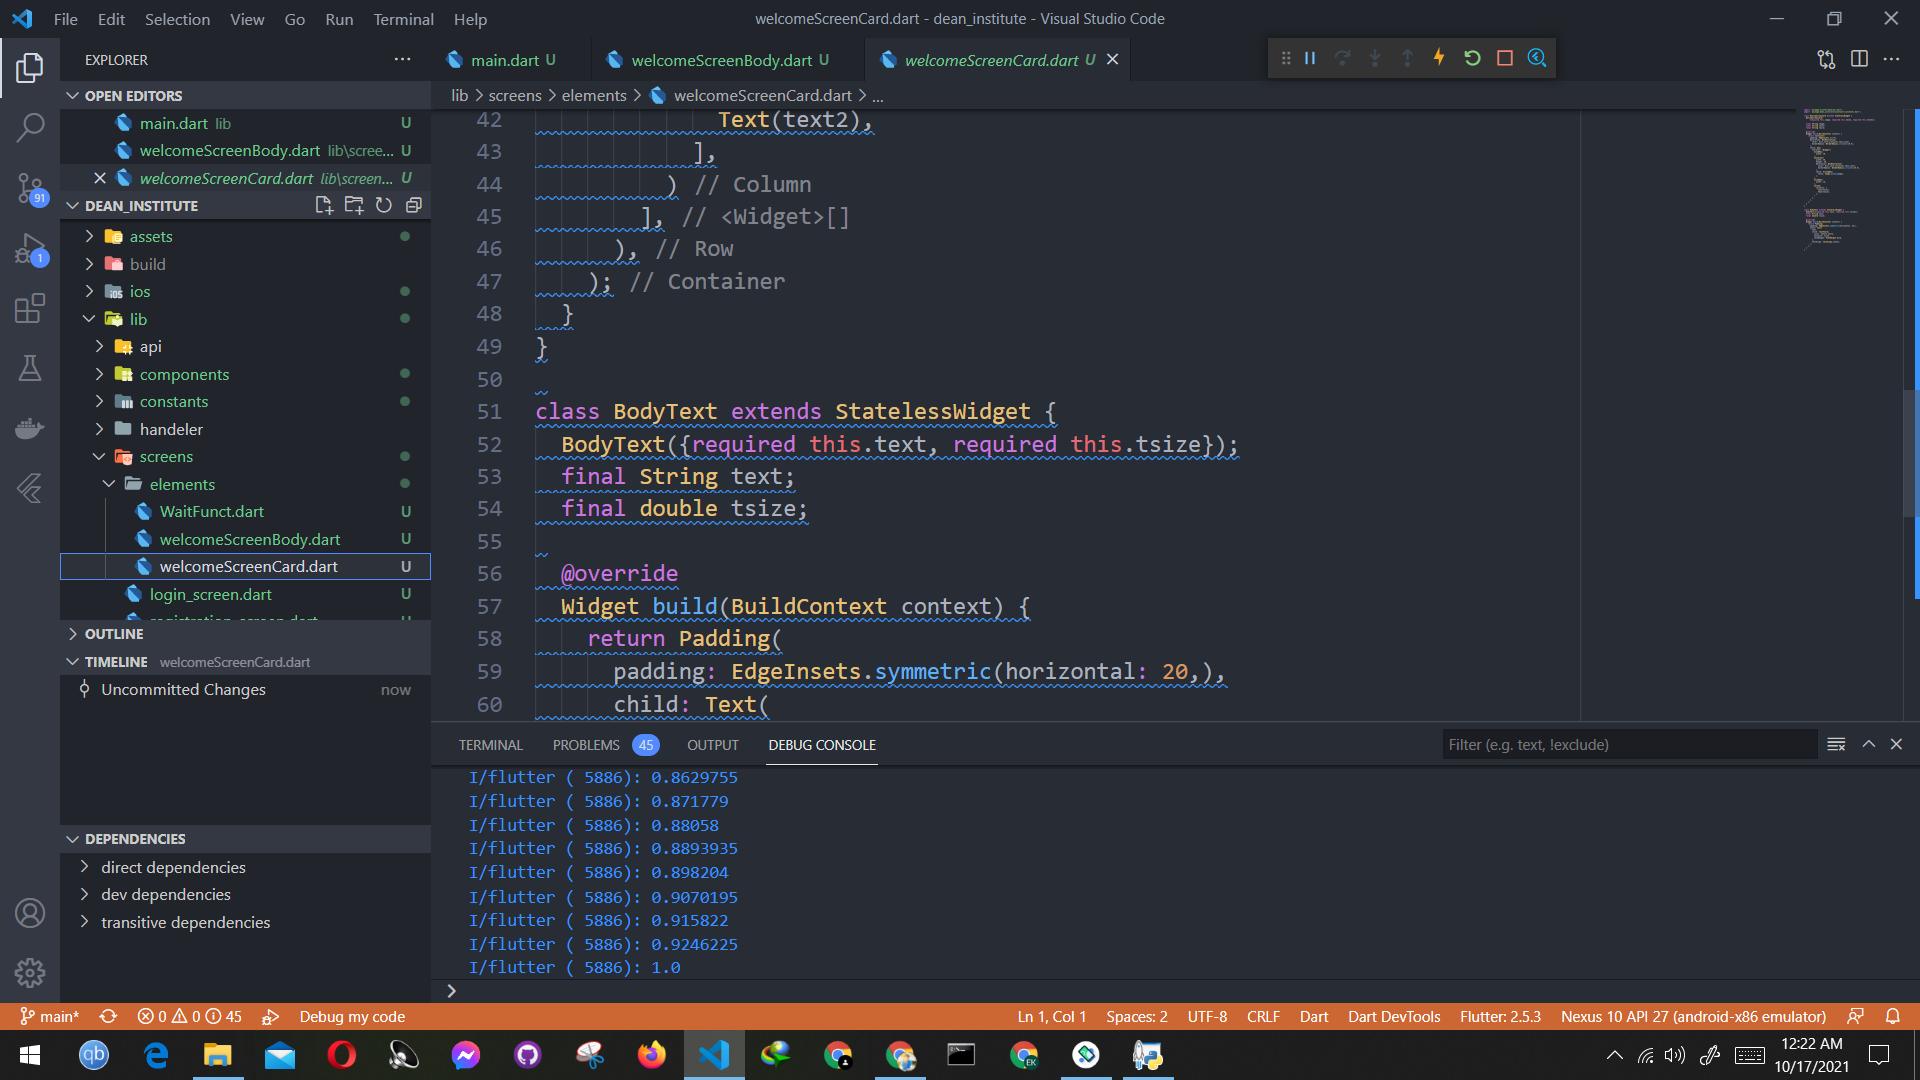 File Edit Selection View Go Run Terminal Help
welcomeScreenCard.dart - dean_institute - Visual Studio Code
EXPLORER
OPEN EDITORS
main.dart lib U
welcomeScreenBody.dart lib\scree... U
welcomeScreenCard.dart lib\screen... U
DEAN_INSTITUTE
91
assets
1
build
ios
lib
api
components
constants
handeler
screens
elements
WaitFunct.dart U
welcomeScreenBody.dart U
welcomeScreenCard.dart U
login_screen.dart U
registration_screen.dart U
OUTLINE
TIMELINE welcomeScreenCard.dart
Uncommitted Changes now
DEPENDENCIES
direct dependencies
dev dependencies
transitive dependencies
main.dart U welcomeScreenBody.dart U welcomeScreenCard.dart U
lib > screens > elements > welcomeScreenCard.dart > ...
42 Text(text2),
43 ],
44 ) // Column
45 ], // <Widget>[]
46 ), // Row
47 ); // Container
48 }
49 }
50
51 class BodyText extends StatelessWidget {
52 BodyText({required this.text, required this.tsize});
53 final String text;
54 final double tsize;
55
56 @override
57 Widget build(BuildContext context) {
58 return Padding(
59 padding: EdgeInsets.symmetric(horizontal: 20,),
60 child: Text(
TERMINAL PROBLEMS 45 OUTPUT DEBUG CONSOLE
Filter (e.g. text, !exclude)
I/flutter ( 5886): 0.8629755
I/flutter ( 5886): 0.871779
I/flutter ( 5886): 0.88058
I/flutter ( 5886): 0.8893935
I/flutter ( 5886): 0.898204
I/flutter ( 5886): 0.9070195
I/flutter ( 5886): 0.915822
I/flutter ( 5886): 0.9246225
I/flutter ( 5886): 1.0
>
main* 0 0 45 Debug my code Ln 1, Col 1 Spaces: 2 UTF-8 CRLF Dart Dart DevTools Flutter: 2.5.3 Nexus 10 API 27 (android-x86 emulator)
qb
EK
12:22 AM
10/17/2021